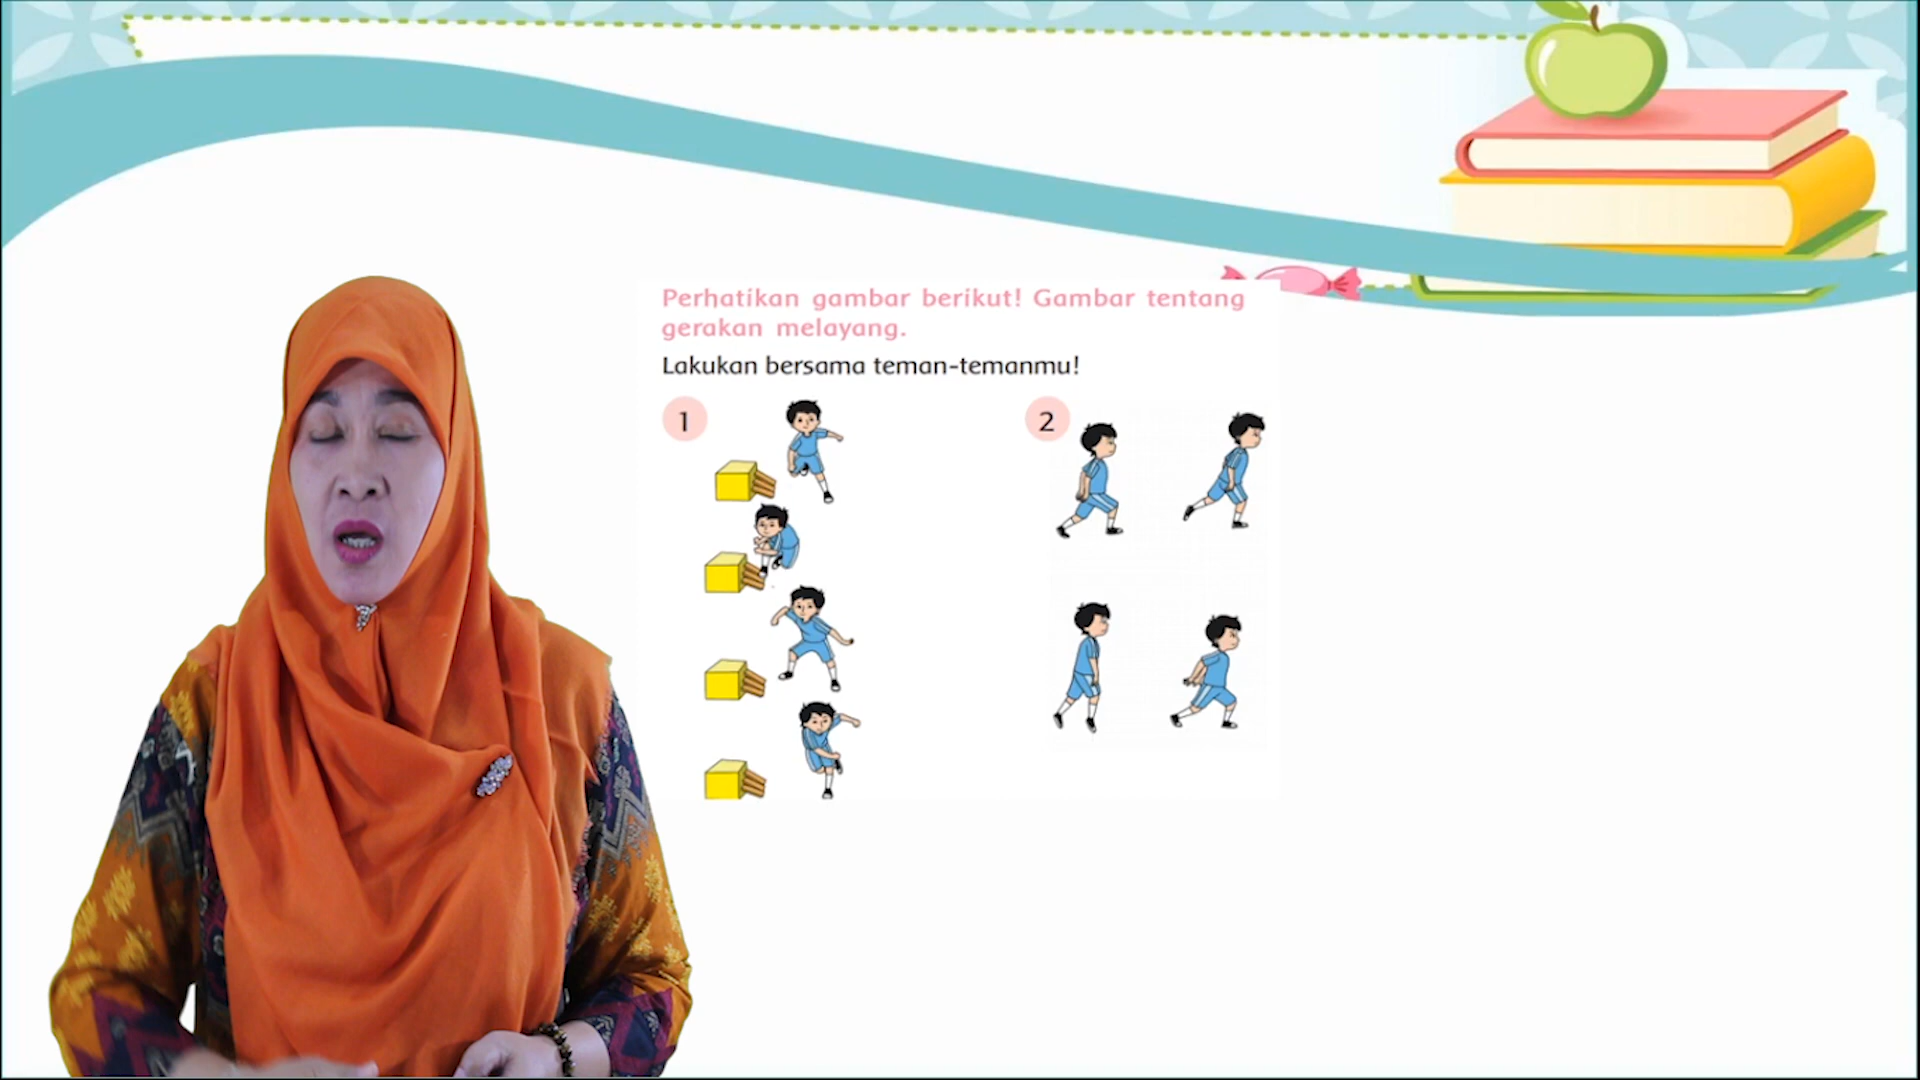 Perhatikan gambar berikut! Gambar tentang
gerakan melayang.
Lakukan bersama teman-temanmu!
1
2